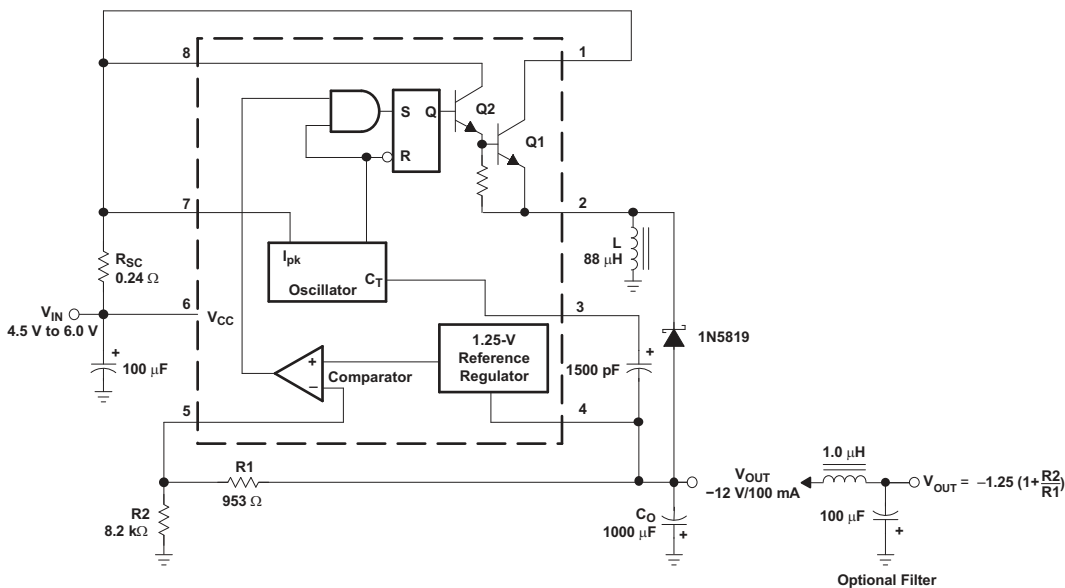 8
1
S
Q
Q2
R
Q1
7
2
Ipk
CT
Oscillator
L
88 µH
RSC
0.24 Ω
3
VIN
4.5 V to 6.0 V
6
VCC
1N5819
100 µF
+
+
−
Comparator
1.25-V
Reference
Regulator
1500 pF
+
5
4
R1
953 Ω
R2
8.2 kΩ
VOUT
−12 V/100 mA
CO
1000 µF
+
1.0 µH
VOUT = −1.25 (1+R2/R1)
100 µF
+
Optional Filter